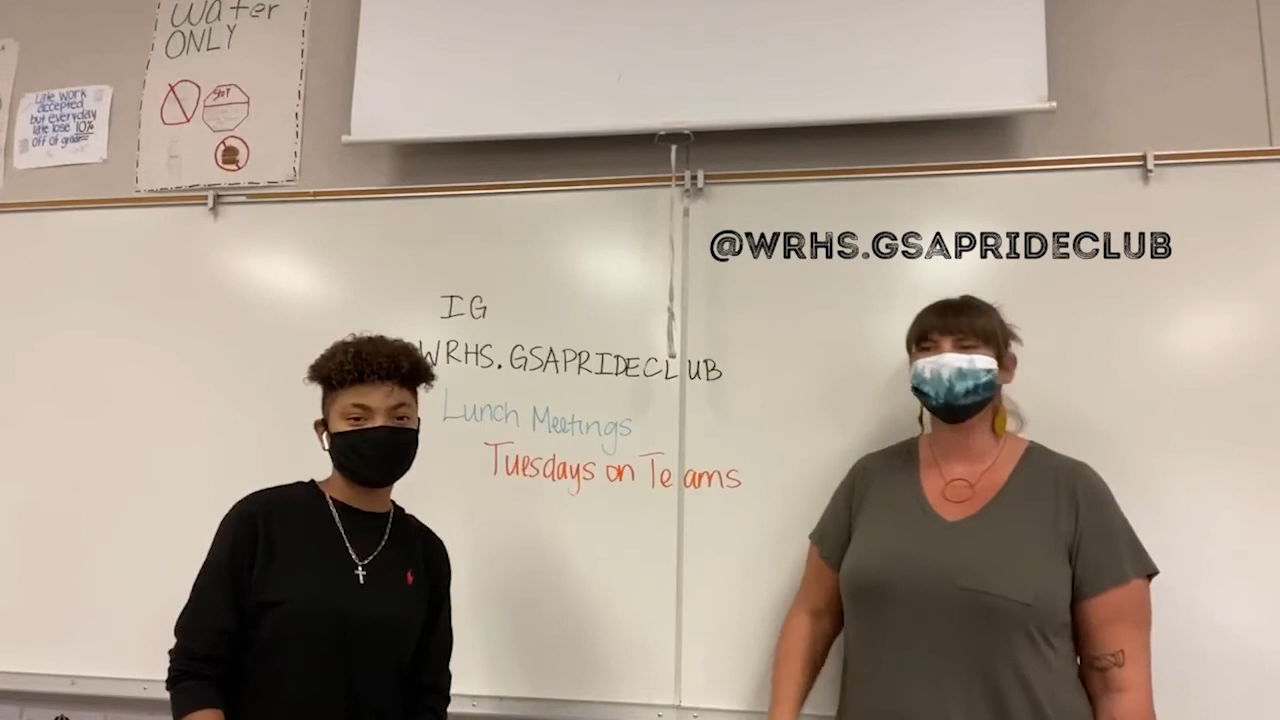 Water
ONLY
STOP
Late work
accepted
but everyday
late lose 10%
off of grade
@WRHS.GSAPRIDECLUB
IG
WRHS.GSAPRIDECLUB
Lunch Meetings
Tuesdays on Teams